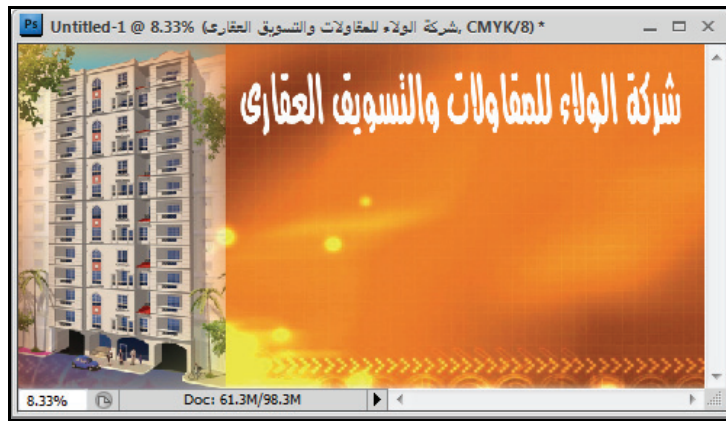 Ps Untitled-1 @ 8.33% (شركة الولاء للمقاولات والتسويق العقارى, CMYK/8) *
شركة الولاء للمقاولات والتسويق العقارى
8.33% Doc: 61.3M/98.3M